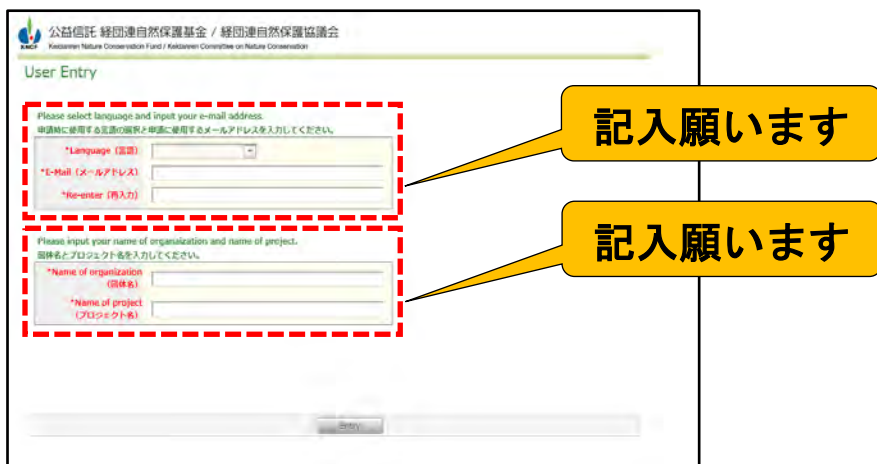 公益信託 経団連自然保護基金 / 経団連自然保護協議会
KNCF Keidanren Nature Conservation Fund / Keidanren Committee on Nature Conservation
User Entry
Please select language and input your e-mail address.
申請時に使用する言語の選択と申請に使用するメールアドレスを入力してください。
*Language (言語)
*E-Mail (メールアドレス)
*Re-enter (再入力)
記入願います
Please input your name of organaization and name of project.
団体名とプロジェクト名を入力してください。
*Name of organization
(団体名)
*Name of project
(プロジェクト名)
記入願います
Entry